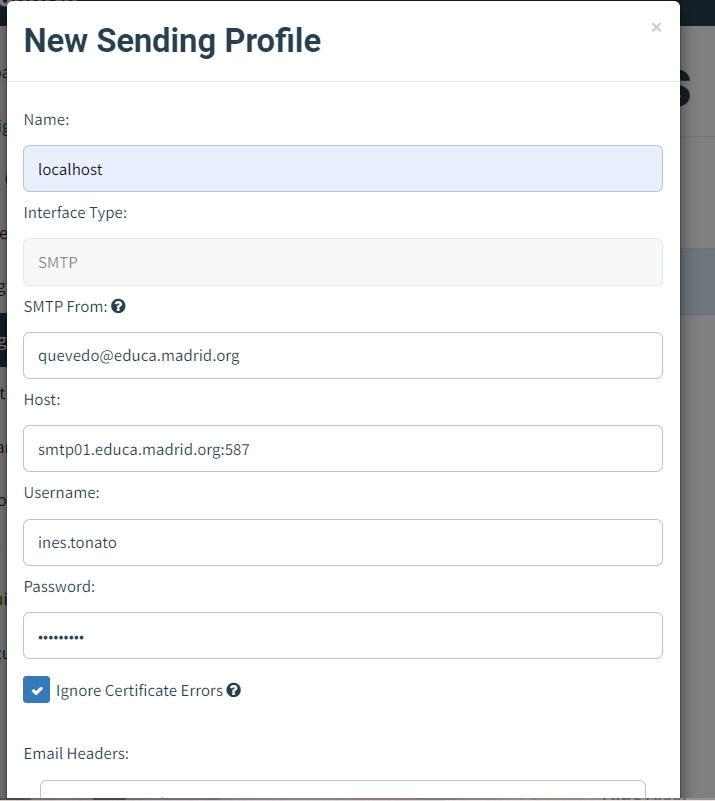 New Sending Profile
×
Name:
localhost
Interface Type:
SMTP
SMTP From:
quevedo@educa.madrid.org
Host:
smtp01.educa.madrid.org:587
Username:
ines.tonato
Password:
•••••••••
Ignore Certificate Errors
Email Headers: